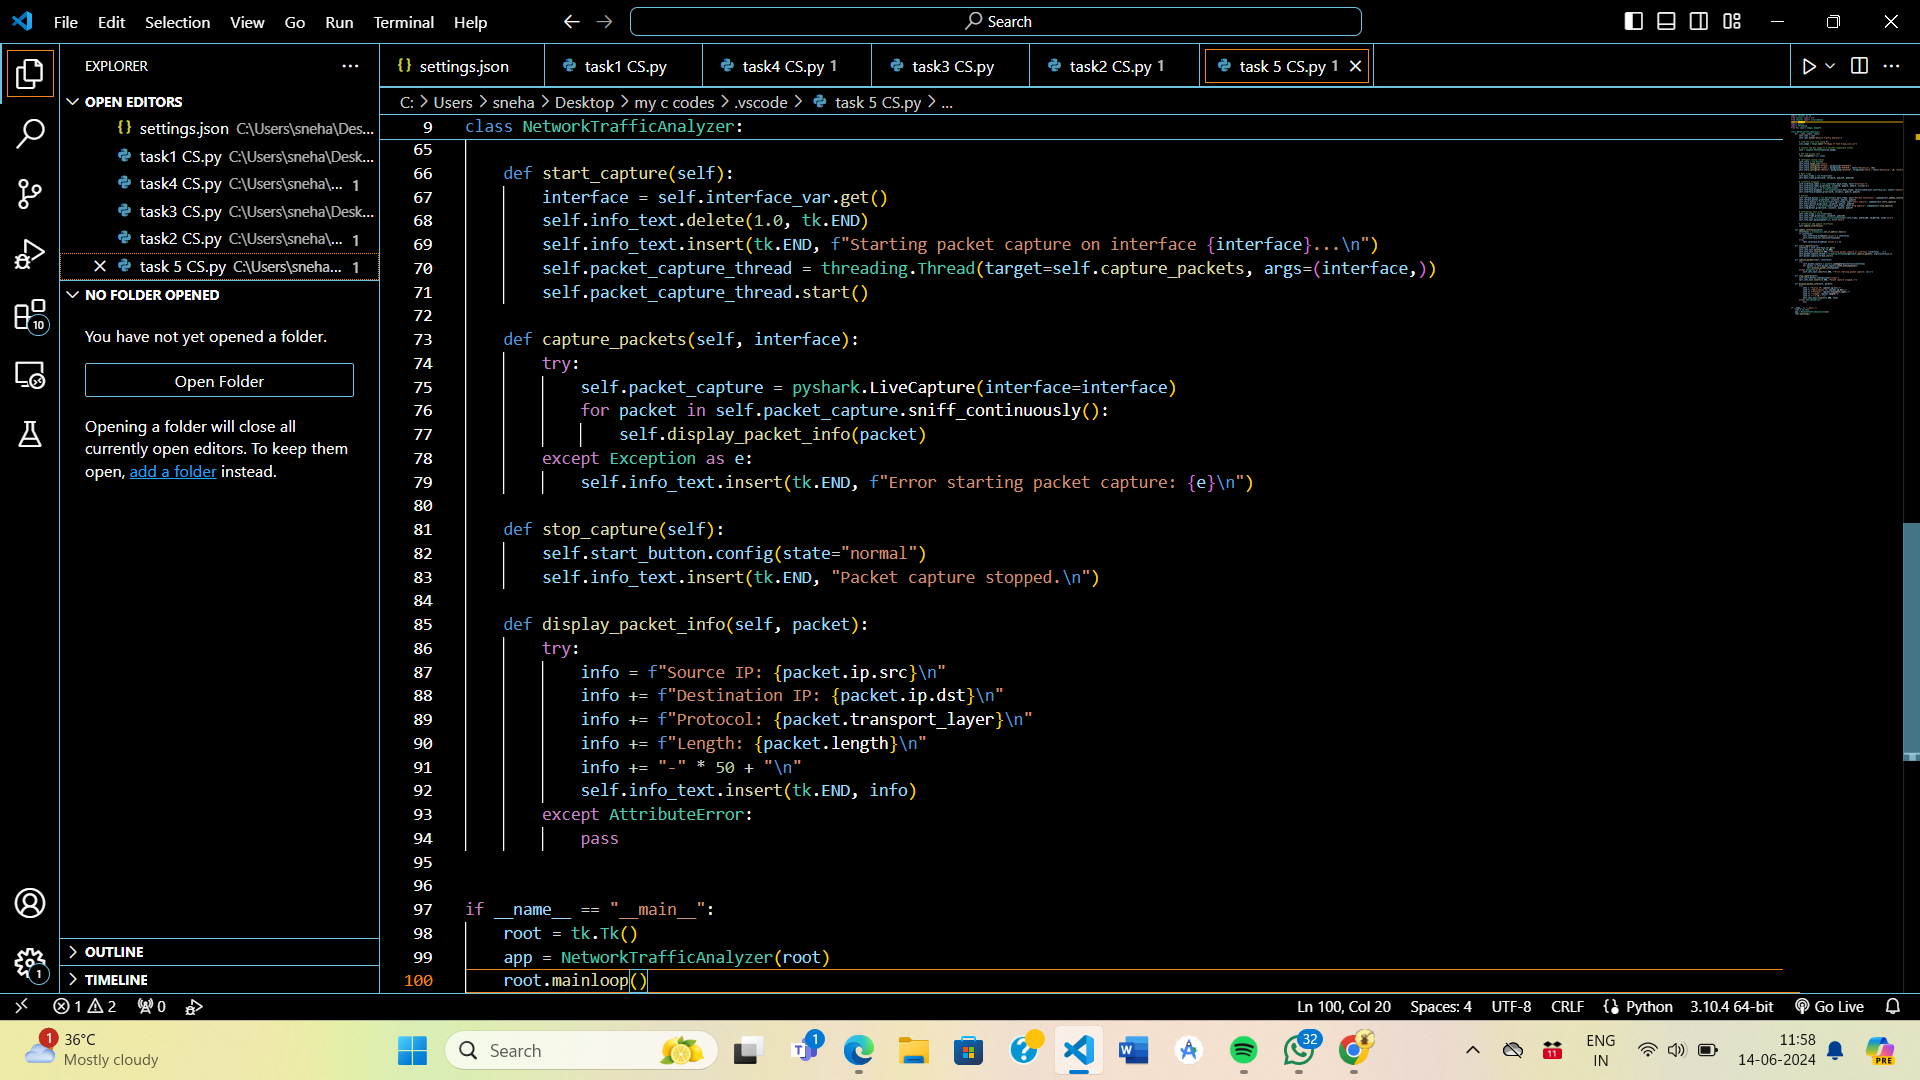 File Edit Selection View Go Run Terminal Help
Search
EXPLORER
OPEN EDITORS
settings.json C:\Users\sneha\Des...
task1 CS.py C:\Users\sneha\Desk...
task4 CS.py C:\Users\sneha\... 1
task3 CS.py C:\Users\sneha\Desk...
task2 CS.py C:\Users\sneha\... 1
task 5 CS.py C:\Users\sneha... 1
NO FOLDER OPENED
You have not yet opened a folder.
Open Folder
Opening a folder will close all
currently open editors. To keep them
open, add a folder instead.
10
1
OUTLINE
TIMELINE
settings.json task1 CS.py task4 CS.py 1 task3 CS.py task2 CS.py 1 task 5 CS.py 1
C: > Users > sneha > Desktop > my c codes > .vscode > task 5 CS.py > ...
9 class NetworkTrafficAnalyzer:
65
66 def start_capture(self):
67 interface = self.interface_var.get()
68 self.info_text.delete(1.0, tk.END)
69 self.info_text.insert(tk.END, f"Starting packet capture on interface {interface}...\n")
70 self.packet_capture_thread = threading.Thread(target=self.capture_packets, args=(interface,))
71 self.packet_capture_thread.start()
72
73 def capture_packets(self, interface):
74 try:
75 self.packet_capture = pyshark.LiveCapture(interface=interface)
76 for packet in self.packet_capture.sniff_continuously():
77 self.display_packet_info(packet)
78 except Exception as e:
79 self.info_text.insert(tk.END, f"Error starting packet capture: {e}\n")
80
81 def stop_capture(self):
82 self.start_button.config(state="normal")
83 self.info_text.insert(tk.END, "Packet capture stopped.\n")
84
85 def display_packet_info(self, packet):
86 try:
87 info = f"Source IP: {packet.ip.src}\n"
88 info += f"Destination IP: {packet.ip.dst}\n"
89 info += f"Protocol: {packet.transport_layer}\n"
90 info += f"Length: {packet.length}\n"
91 info += "-" * 50 + "\n"
92 self.info_text.insert(tk.END, info)
93 except AttributeError:
94 pass
95
96
97 if __name__ == "__main__":
98 root = tk.Tk()
99 app = NetworkTrafficAnalyzer(root)
100 root.mainloop()
1 2 0
Ln 100, Col 20 Spaces: 4 UTF-8 CRLF Python 3.10.4 64-bit Go Live
1 36°C
Mostly cloudy
Search
1
32
11
ENG
IN
11:58
14-06-2024
PRE